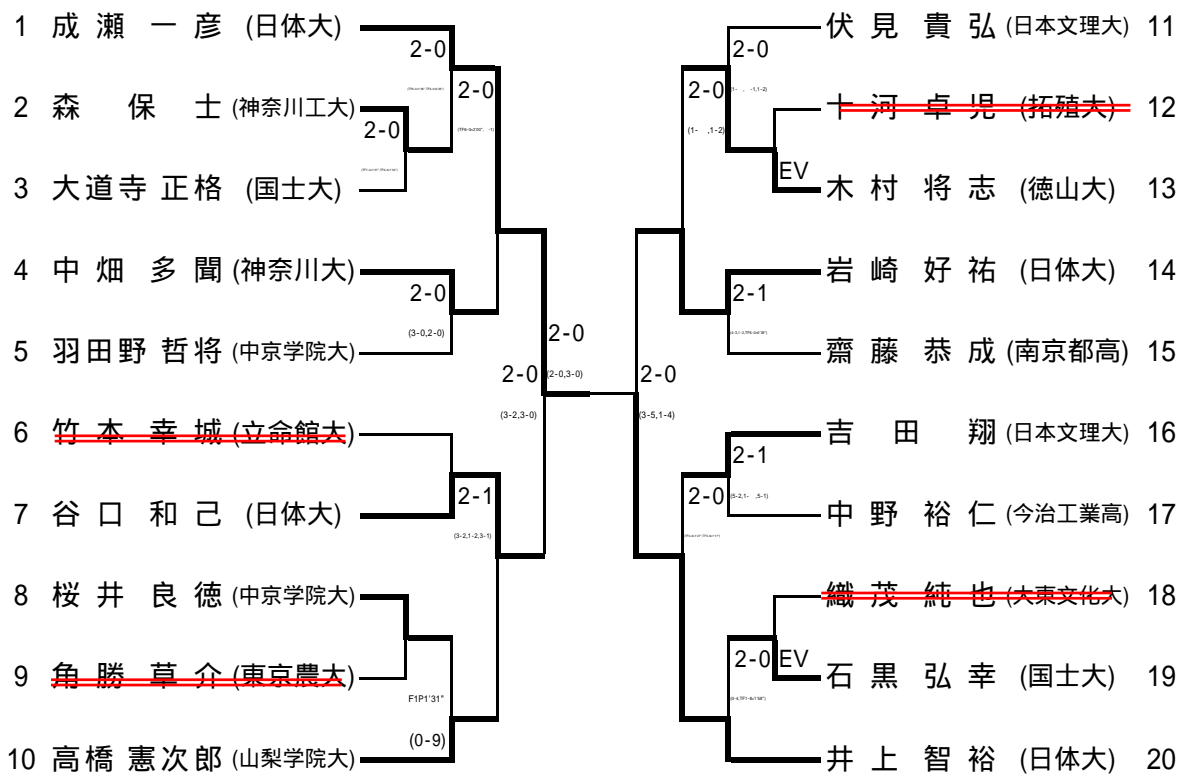 1 成瀬 一彦 (日体大)
2-0
2-0
2 森 保士 (神奈川工大)
2-0
3 大道寺 正格 (国士大)
4 中畑 多聞 (神奈川大)
2-0
(3-0,2-0)
5 羽田野 哲将 (中京学院大)
2-0
(3-2,3-0)
6 竹本 幸城 (立命館大)
7 谷口 和己 (日体大)
2-1
(3-2,1-2,3-1)
8 桜井 良徳 (中京学院大)
9 角勝 草介 (東京農大)
F1P1'31"
(0-9)
10 高橋 憲次郎 (山梨学院大)
2-0
(2-0,3-0)
伏見 貴弘 (日本文理大) 11
2-0
2-0
(1- ,1-2)
十河 卓児 (拓殖大) 12
EV
木村 将志 (徳山大) 13
岩崎 好祐 (日体大) 14
2-1
齋藤 恭成 (南京都高) 15
2-0
(3-5,1-4)
吉田 翔 (日本文理大) 16
2-1
(5-2,1- ,5-1)
2-0
中野 裕仁 (今治工業高) 17
織茂 純也 (大東文化大) 18
2-0
EV
石黒 弘幸 (国士大) 19
井上 智裕 (日体大) 20